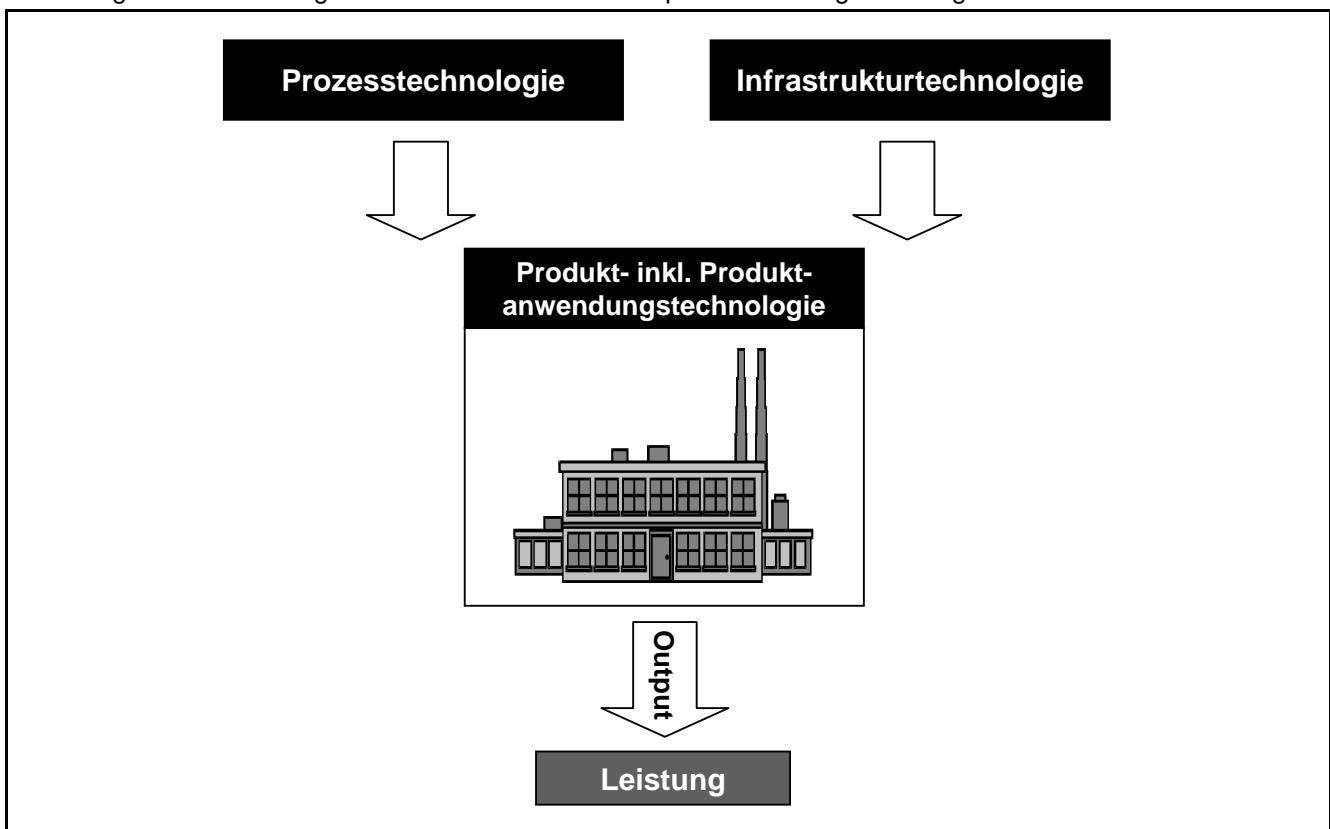 Prozesstechnologie
Infrastrukturtechnologie
Produkt- inkl. Produkt-
anwendungstechnologie
Output
Leistung